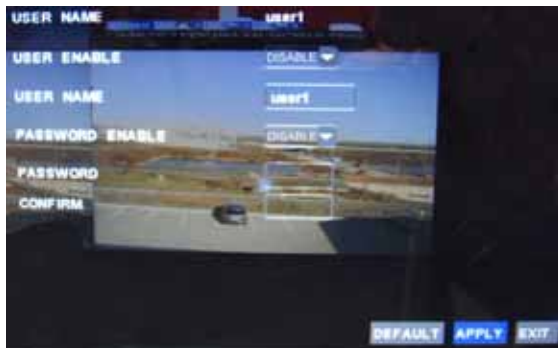 USER NAME user1
USER ENABLE DISABLE
USER NAME user1
PASSWORD ENABLE DISABLE
PASSWORD
CONFIRM
DEFAULT APPLY EXIT